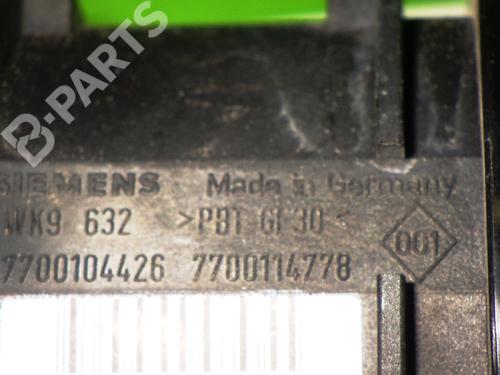 B-PARTS
SIEMENS Made in Germany
WK9 632 >PBT GF30<
7700104426 7700114778
001